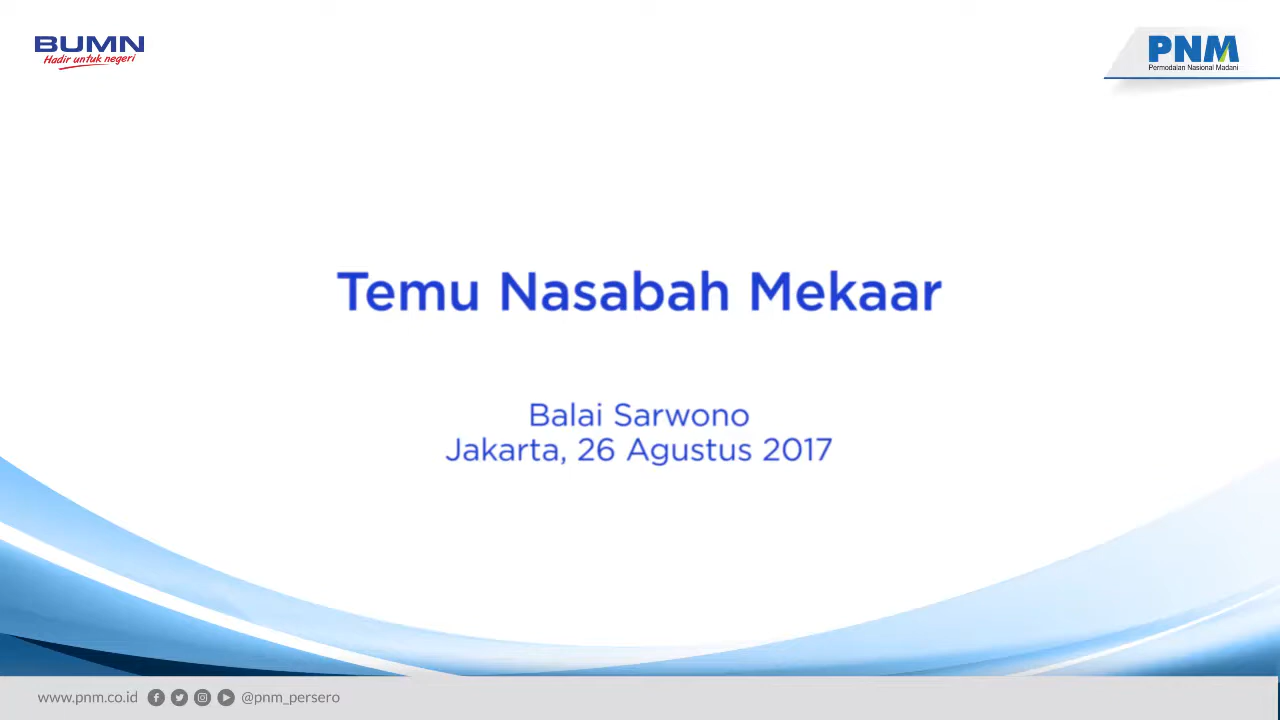 BUMN
Hadir untuk negeri
PNM
Permodalan Nasional Madani
Temu Nasabah Mekaar
Balai Sarwono
Jakarta, 26 Agustus 2017
www.pnm.co.id @pnm_persero